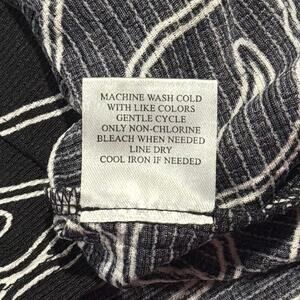 MACHINE WASH COLD
WITH LIKE COLORS
GENTLE CYCLE
ONLY NON-CHLORINE
BLEACH WHEN NEEDED
LINE DRY
COOL IRON IF NEEDED